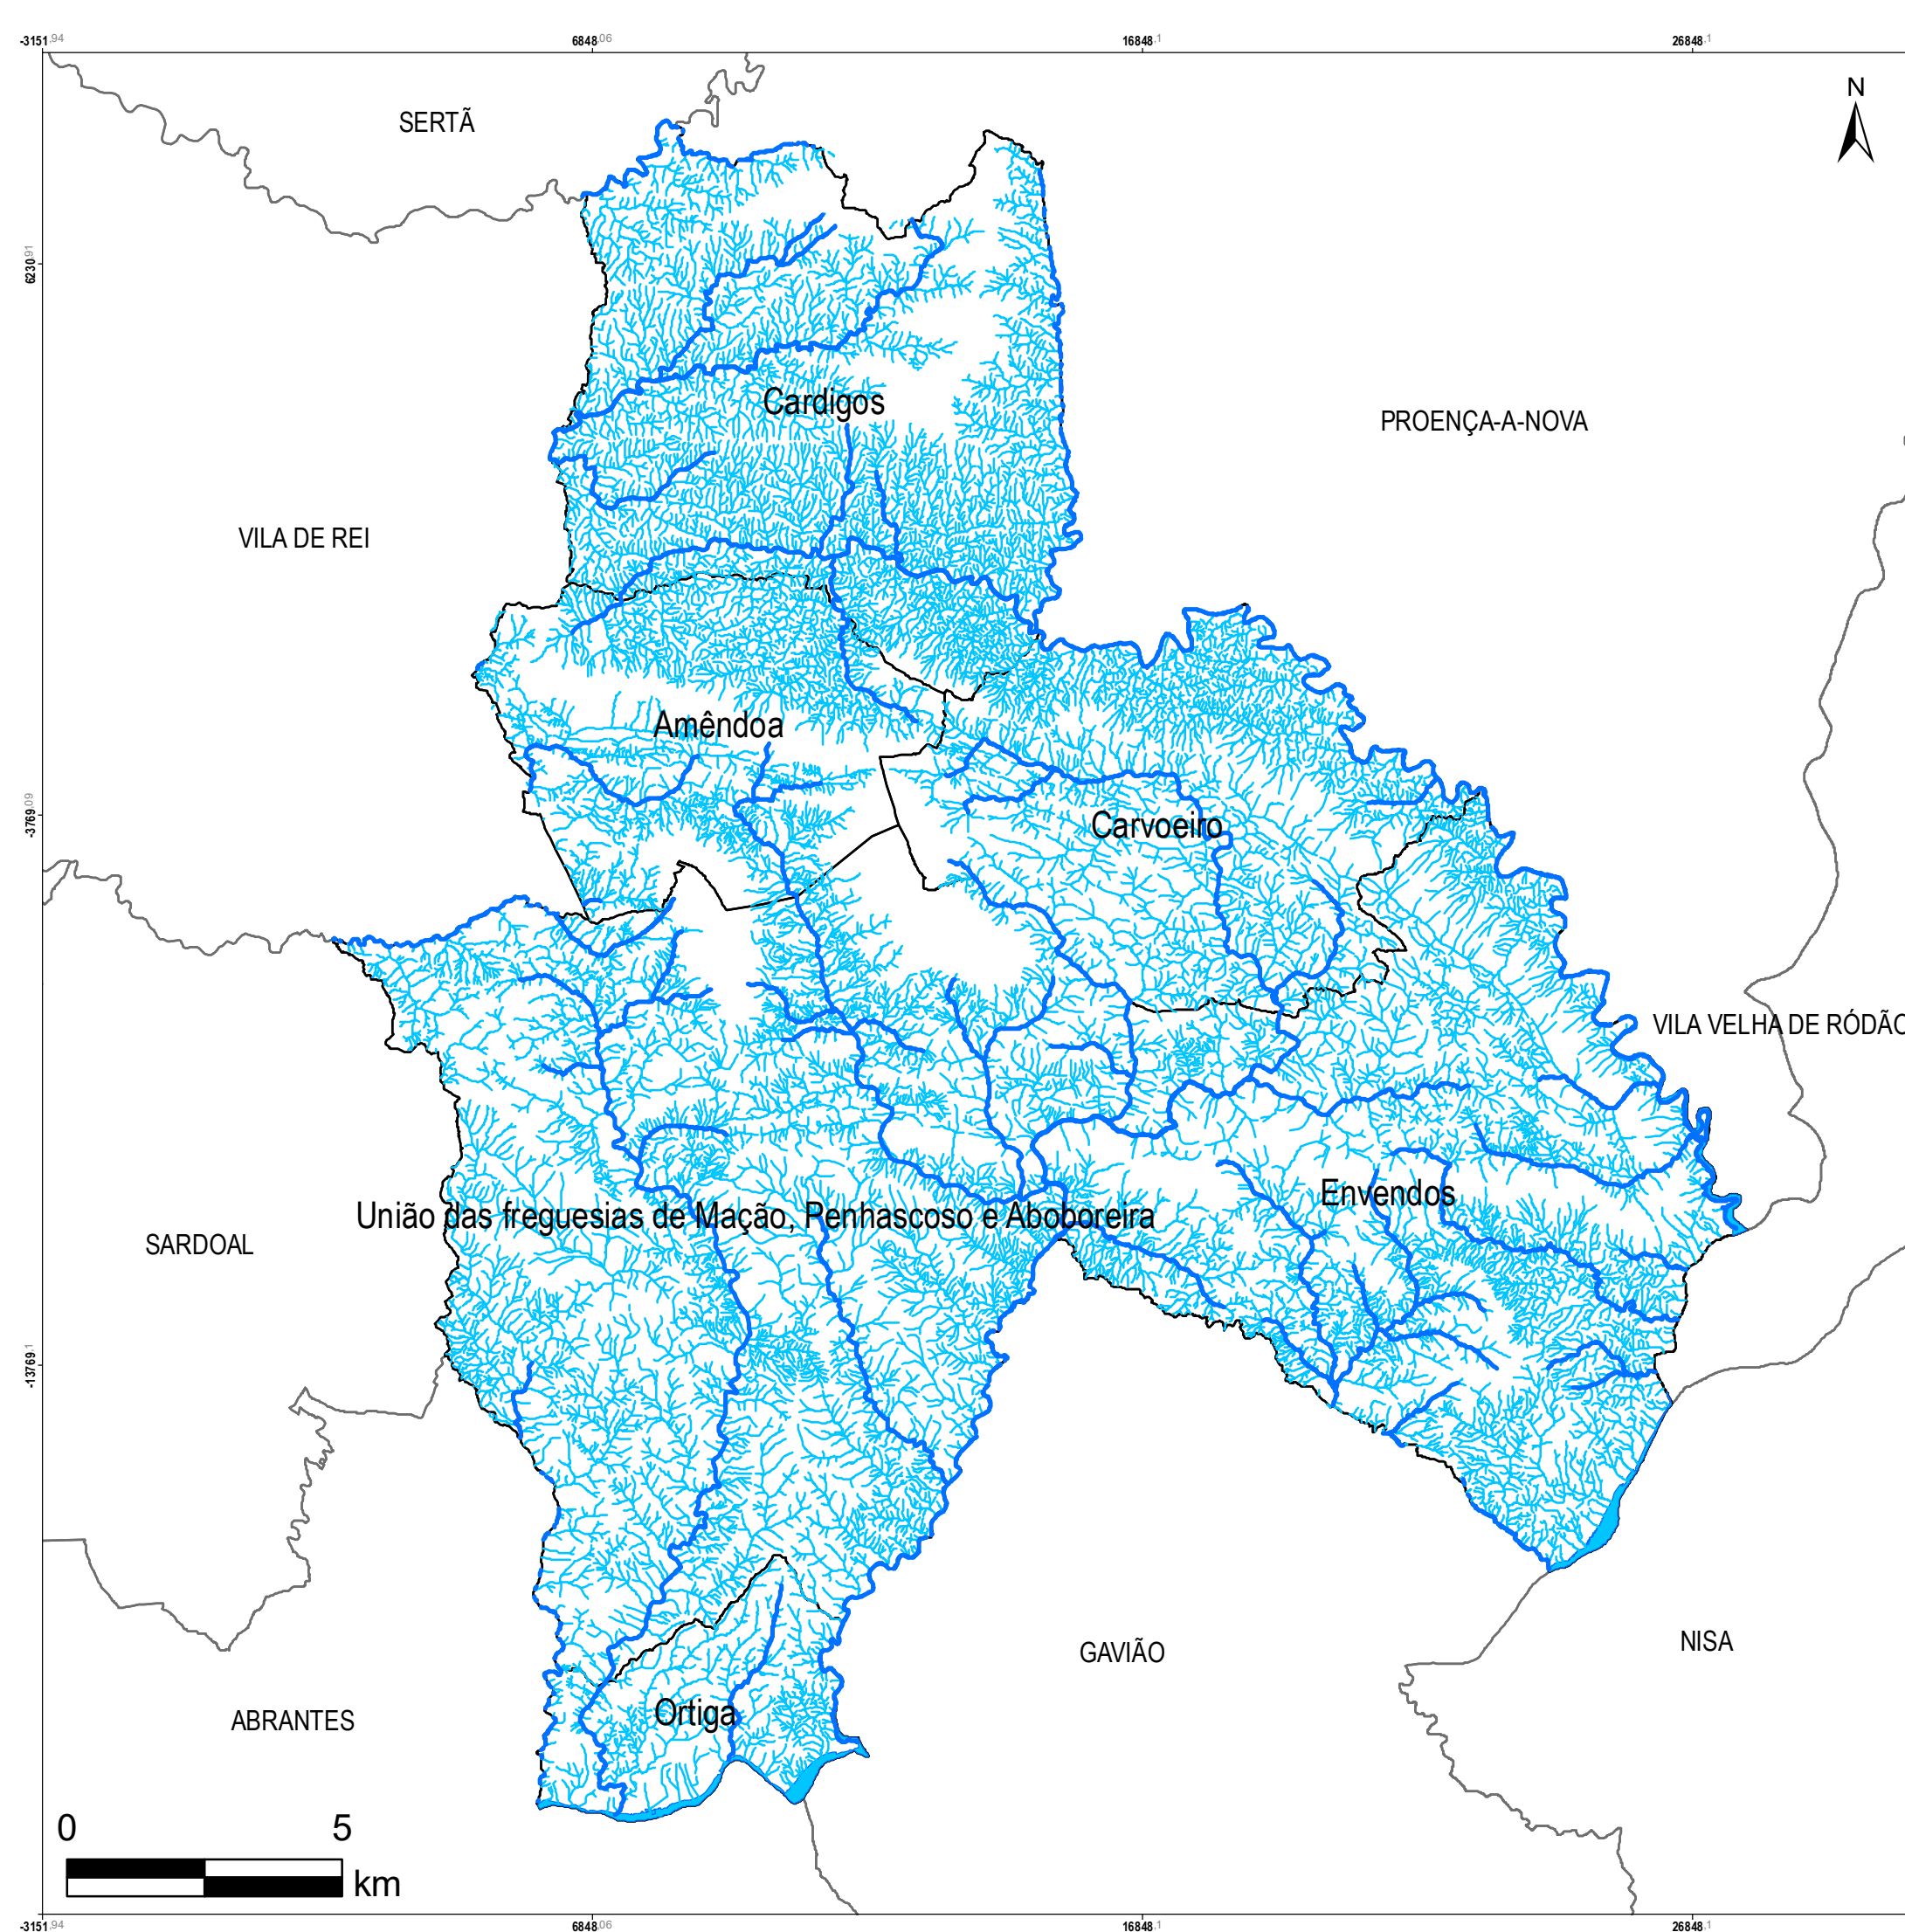 -3151,94 6848,06 16848,1 26848,1
N
SERTÃ
6230,91
Cardigos
PROENÇA-A-NOVA
VILA DE REI
Amêndoa
-3769,09
Carvoeiro
VILA VELHA DE RÓDÃO
Envendos
União das freguesias de Mação, Penhascoso e Aboboreira
SARDOAL
-13769,1
NISA
GAVIÃO
Ortiga
ABRANTES
0 5
km
-3151,94 6848,06 16848,1 26848,1